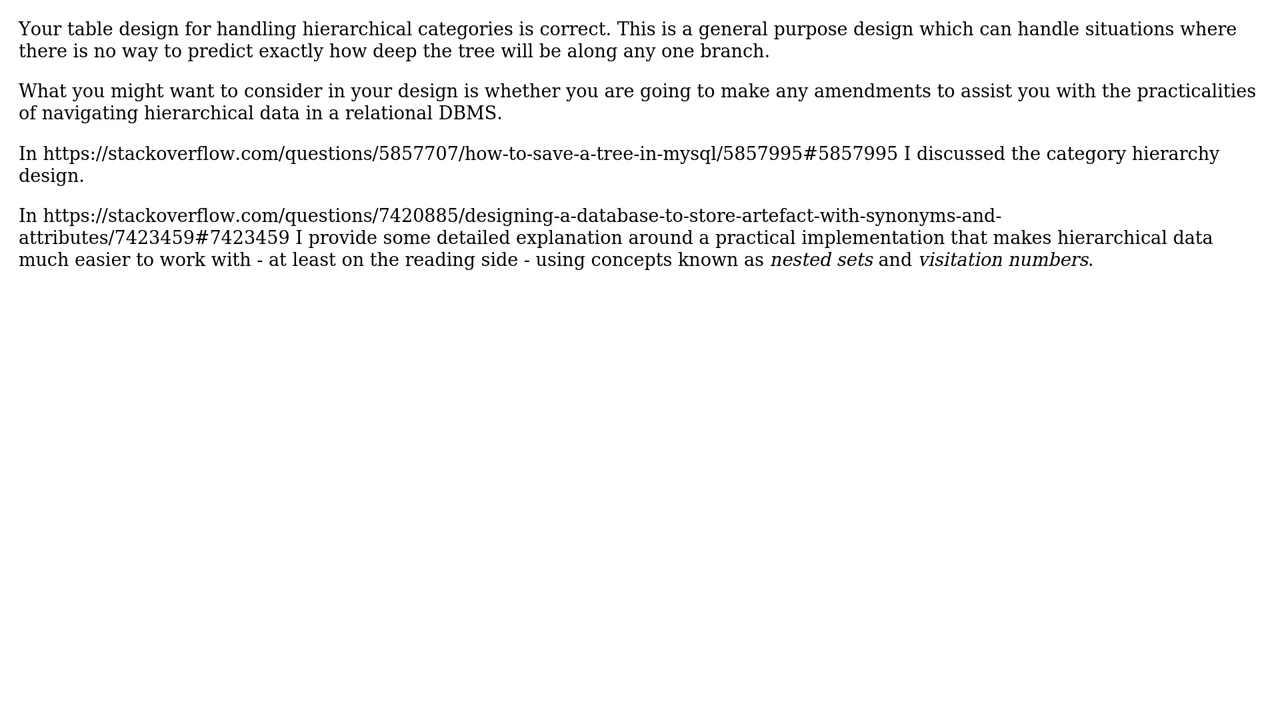 Your table design for handling hierarchical categories is correct. This is a general purpose design which can handle situations where
there is no way to predict exactly how deep the tree will be along any one branch.
What you might want to consider in your design is whether you are going to make any amendments to assist you with the practicalities
of navigating hierarchical data in a relational DBMS.
In https://stackoverflow.com/questions/5857707/how-to-save-a-tree-in-mysql/5857995#5857995 I discussed the category hierarchy
design.
In https://stackoverflow.com/questions/7420885/designing-a-database-to-store-artefact-with-synonyms-and-
attributes/7423459#7423459 I provide some detailed explanation around a practical implementation that makes hierarchical data
much easier to work with - at least on the reading side - using concepts known as nested sets and visitation numbers.